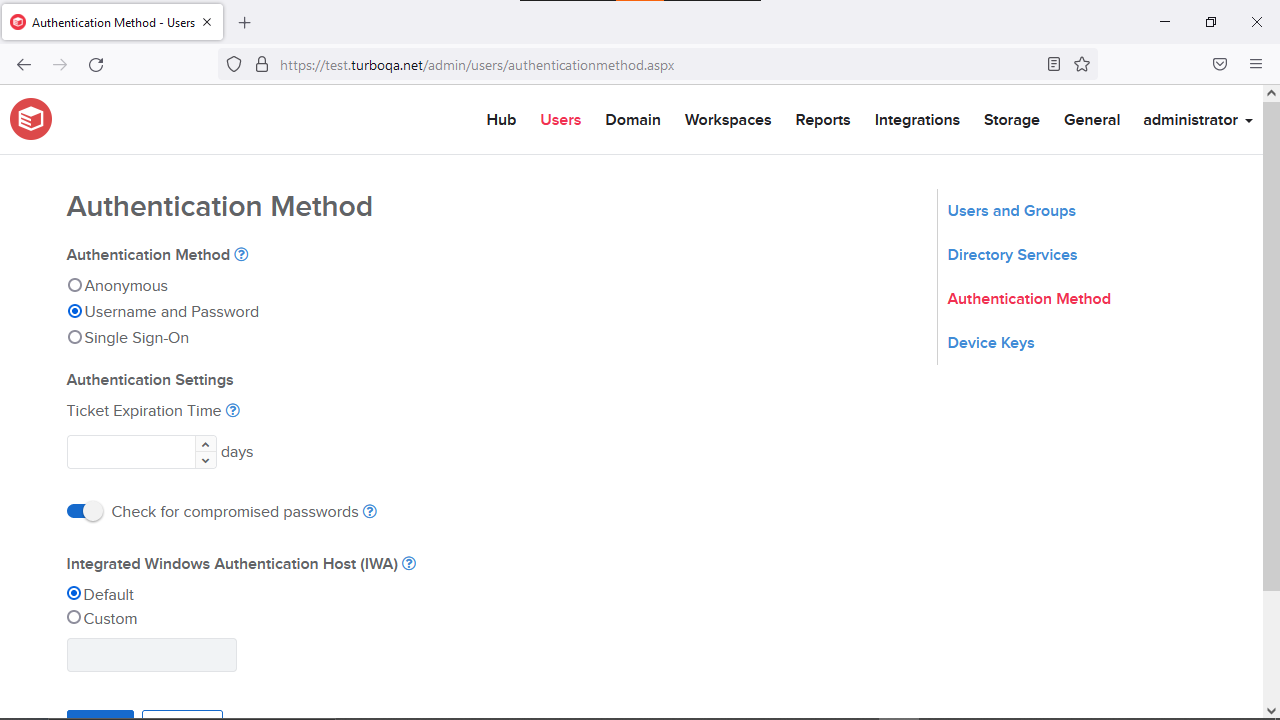 Authentication Method - Users
https://test.turboqa.net/admin/users/authenticationmethod.aspx
Hub Users Domain Workspaces Reports Integrations Storage General administrator
Authentication Method
Authentication Method ?
Anonymous
Username and Password
Single Sign-On
Authentication Settings
Ticket Expiration Time ?
days
Check for compromised passwords ?
Integrated Windows Authentication Host (IWA) ?
Default
Custom
Users and Groups
Directory Services
Authentication Method
Device Keys